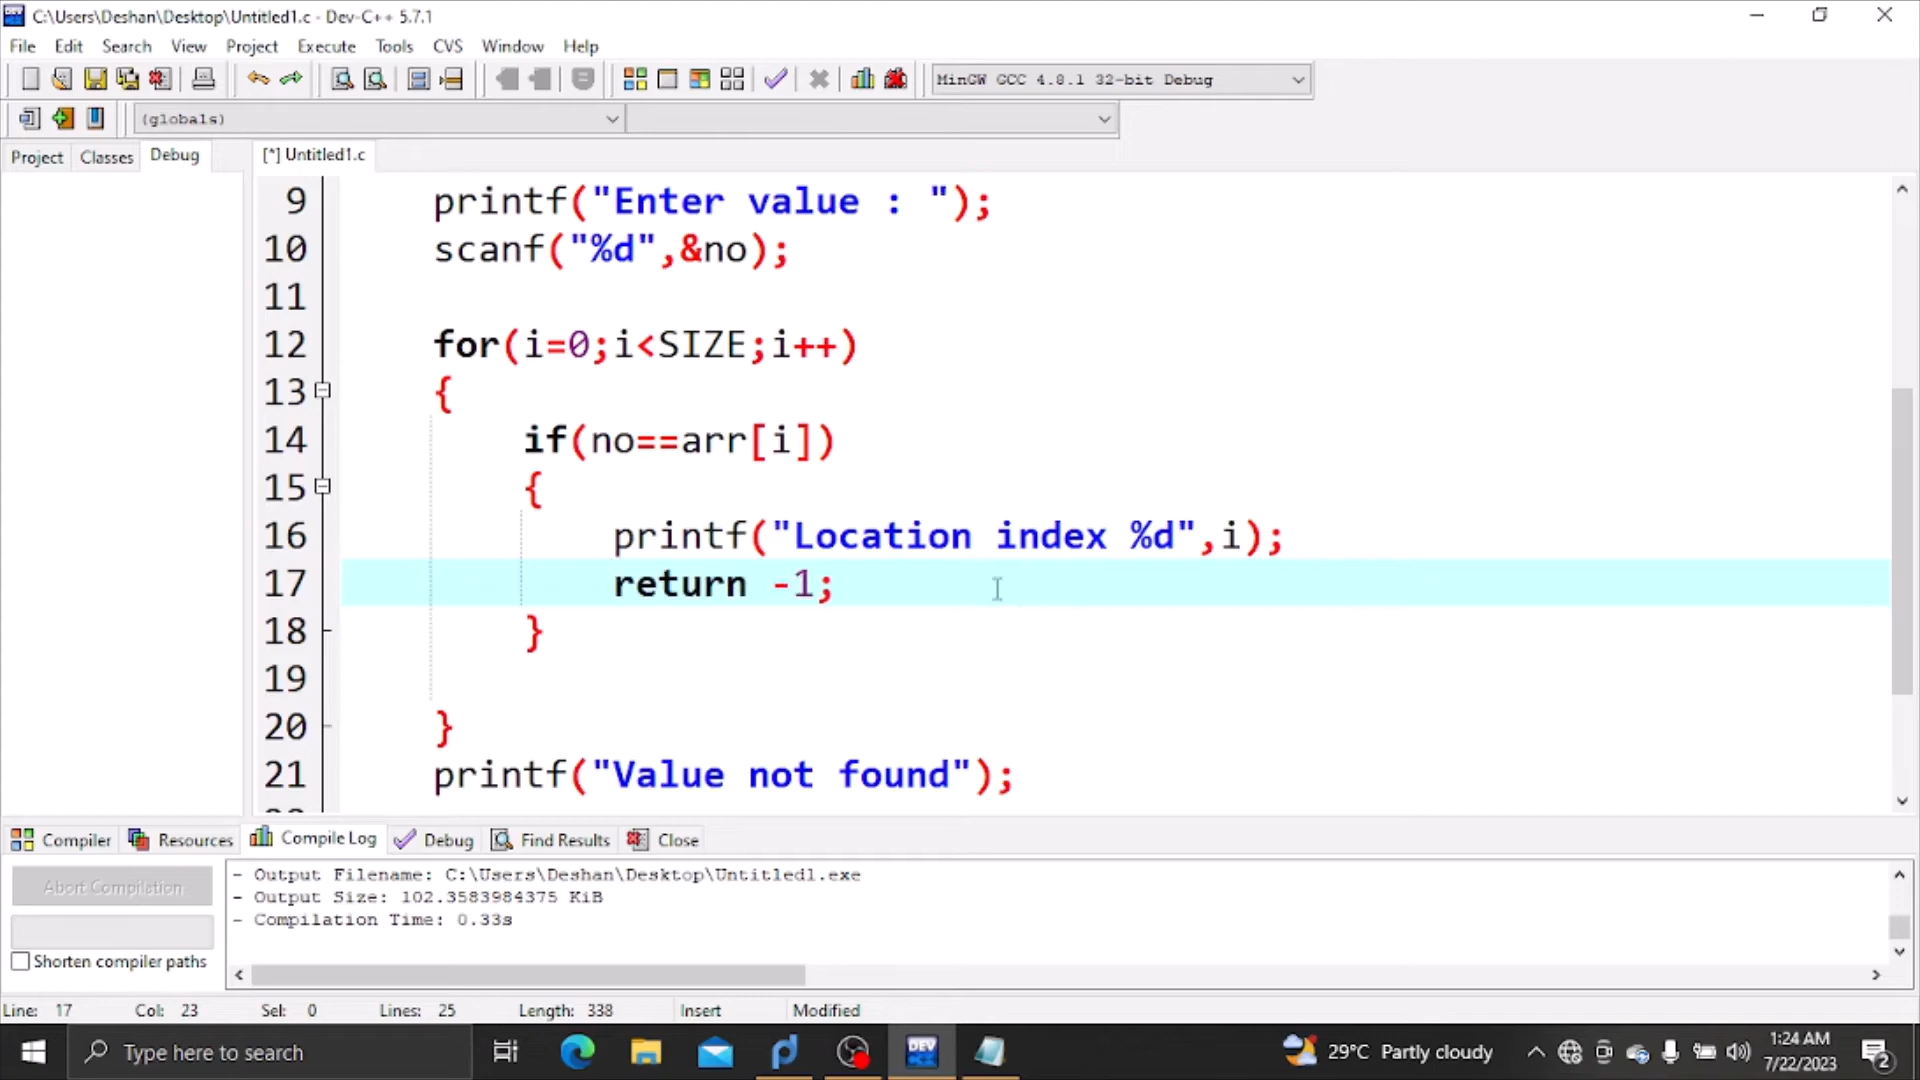 C:\Users\Deshan\Desktop\Untitled1.c - Dev-C++ 5.7.1
File Edit Search View Project Execute Tools CVS Window Help
MinGW GCC 4.8.1 32-bit Debug
(globals)
Project Classes Debug [*] Untitled1.c
9 printf("Enter value : ");
10 scanf("%d",&no);
11
12 for(i=0;i<SIZE;i++)
13 {
14 if(no==arr[i])
15 {
16 printf("Location index %d",i);
17 return -1;
18 }
19
20 }
21 printf("Value not found");
Compiler Resources Compile Log Debug Find Results Close
Abort Compilation
Shorten compiler paths
- Output Filename: C:\Users\Deshan\Desktop\Untitled1.exe
- Output Size: 102.3583984375 KiB
- Compilation Time: 0.33s
Line: 17 Col: 23 Sel: 0 Lines: 25 Length: 338 Insert Modified
Type here to search
DEV
29°C Partly cloudy
1:24 AM
7/22/2023
2